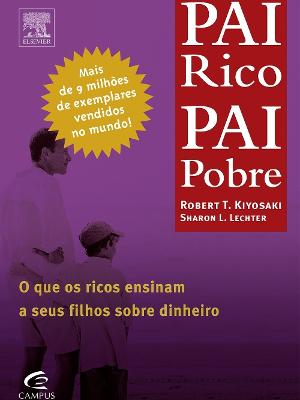 ELSEVIER
Mais
de 9 milhões
de exemplares
vendidos
no mundo!
PAI
Rico
PAI
Pobre
ROBERT T. KIYOSAKI
SHARON L. LECHTER
O que os ricos ensinam
a seus filhos sobre dinheiro
CAMPUS